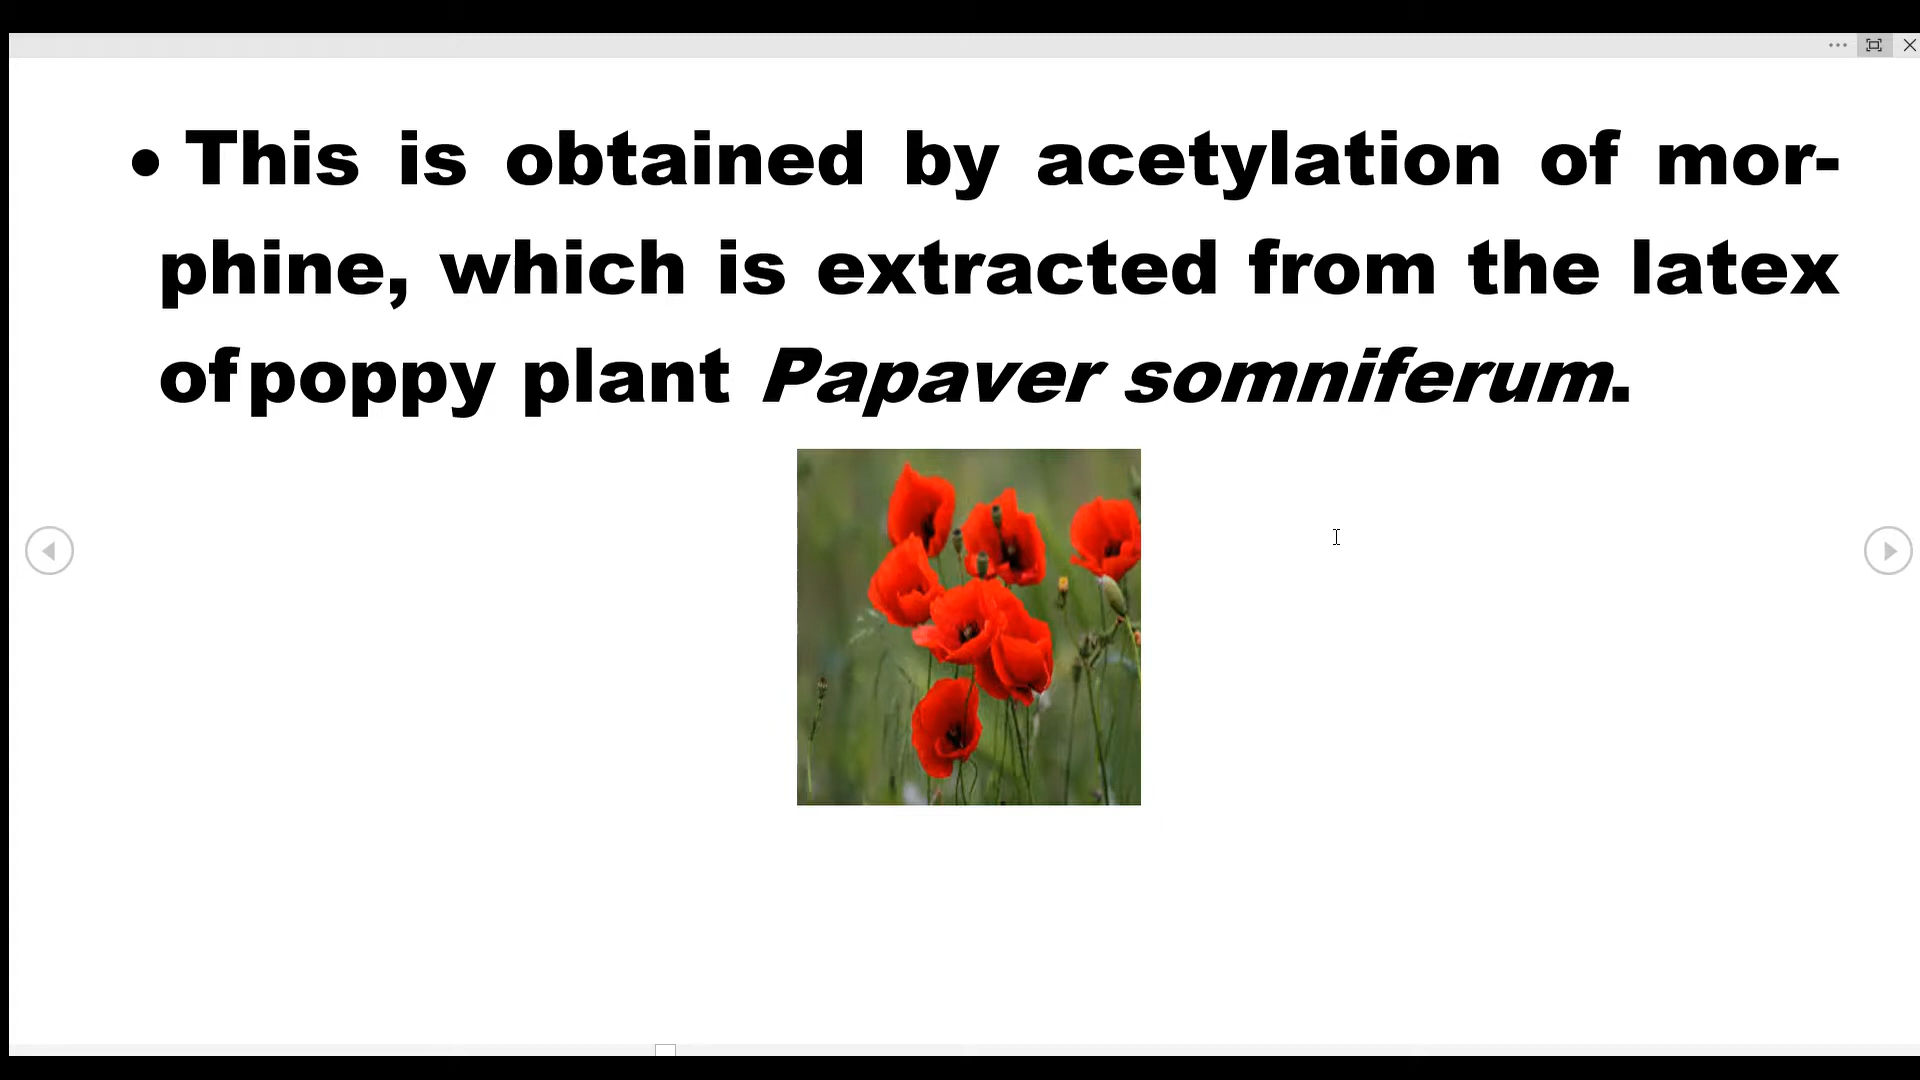 • This is obtained by acetylation of mor-
phine, which is extracted from the latex
of poppy plant Papaver somniferum.